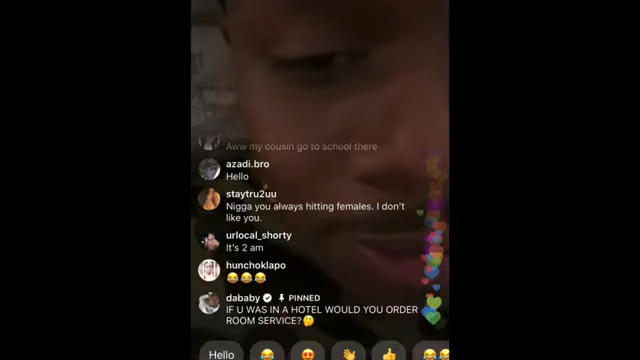 Aww my cousin go to school there
azadi.bro
Hello
staytru2uu
Nigga you always hitting females. I don't
like you.
urlocal_shorty
It's 2 am
hunchoklapo
😂😂😂
dababy PINNED
IF U WAS IN A HOTEL WOULD YOU ORDER
ROOM SERVICE?🤔
Hello 😂 😍 👋 👍 😂😂